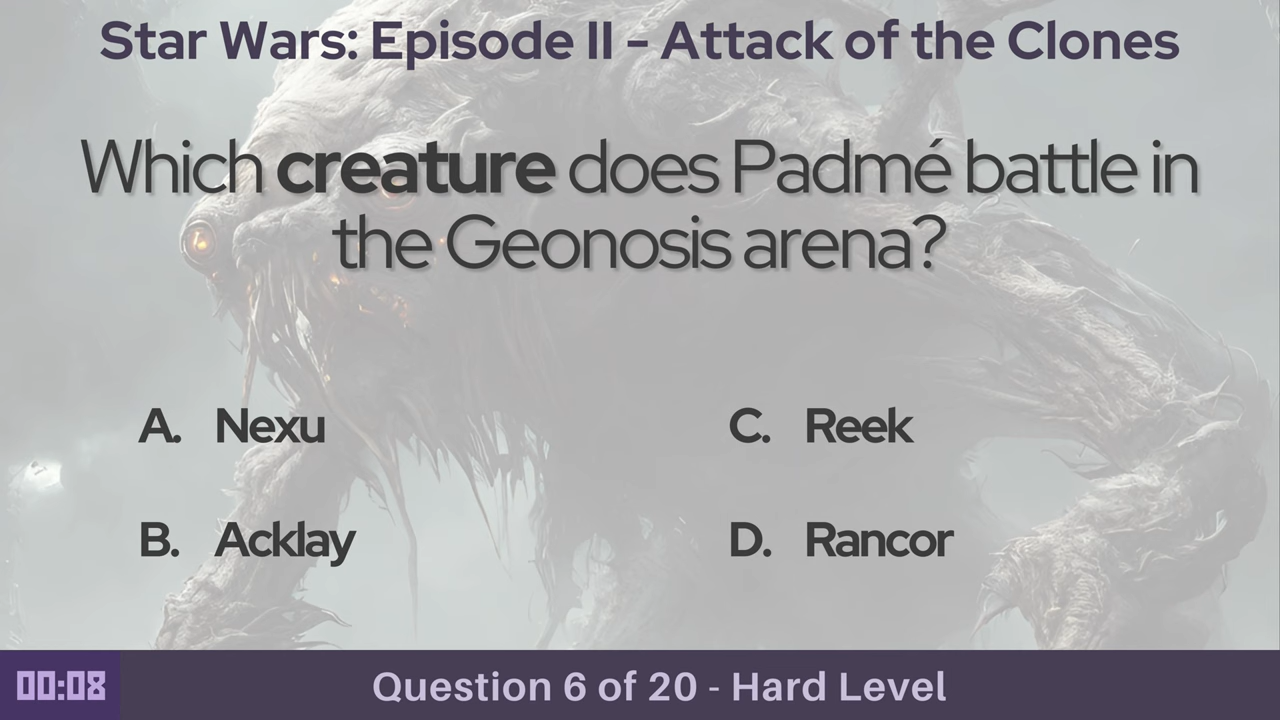 Star Wars: Episode II – Attack of the Clones
Which creature does Padmé battle in
the Geonosis arena?
A. Nexu
B. Acklay
C. Reek
D. Rancor
00:08
Question 6 of 20 - Hard Level